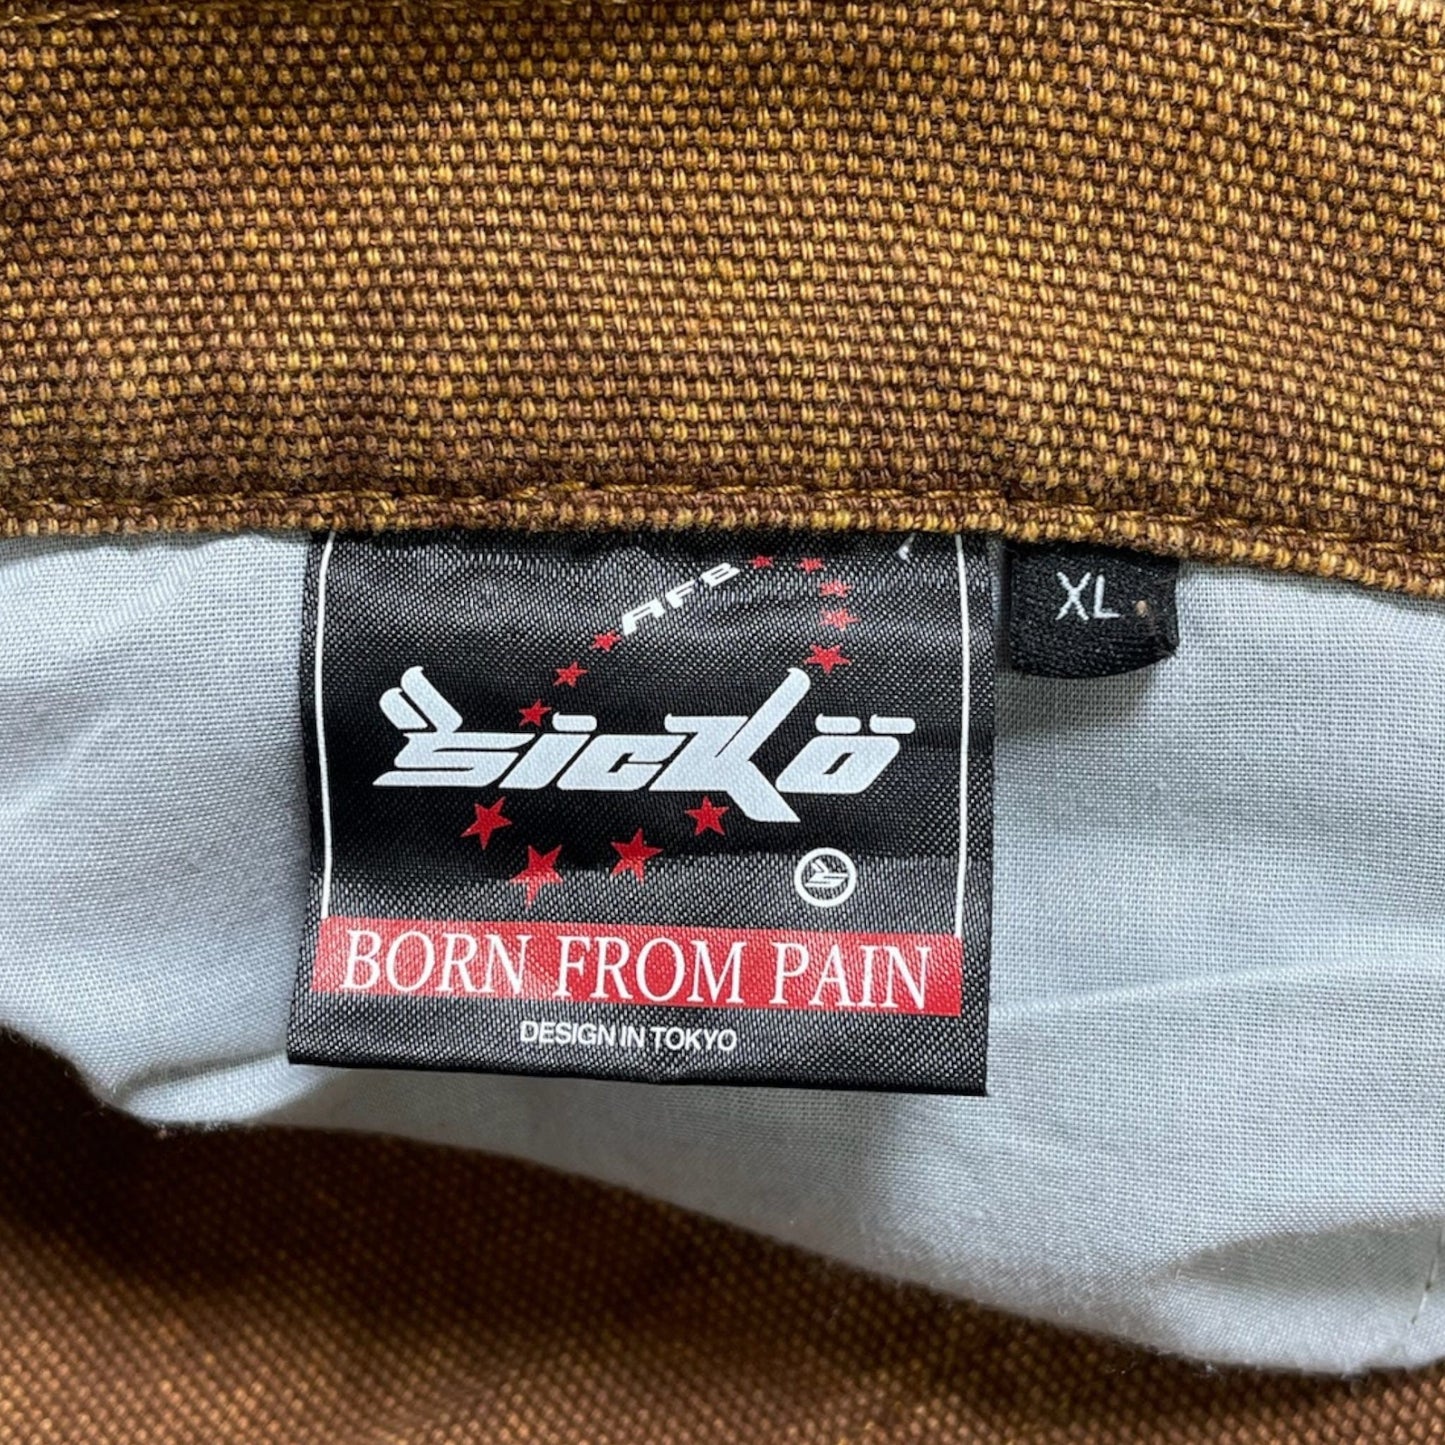 AFB
Sickö
XL
BORN FROM PAIN
DESIGN IN TOKYO